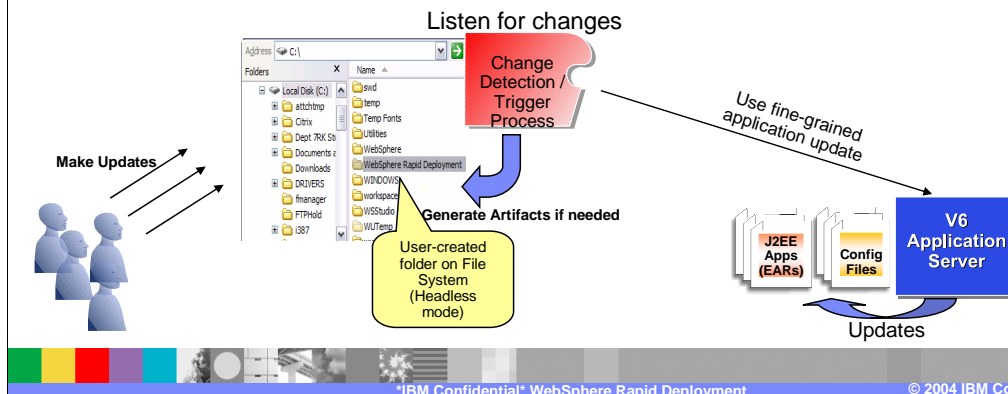 Listen for changes
Address C:\
Folders X Name
Local Disk (C:)
attchtmp
Citrix
Dept 7RK St
Documents a
Downloads
DRIVERS
fmanager
FTPHold
i387
swd
temp
Temp Fonts
Utilities
WebSphere
WebSphere Rapid Deployment
WINDOWS
workspace
WSStudio
WUTemp
Change
Detection /
Trigger
Process
Make Updates
Generate Artifacts if needed
User-created
folder on File
System
(Headless
mode)
Use fine-grained
application update
J2EE
Apps
(EARs)
Config
Files
V6
Application
Server
Updates
*IBM Confidential* WebSphere Rapid Deployment
© 2004 IBM Co